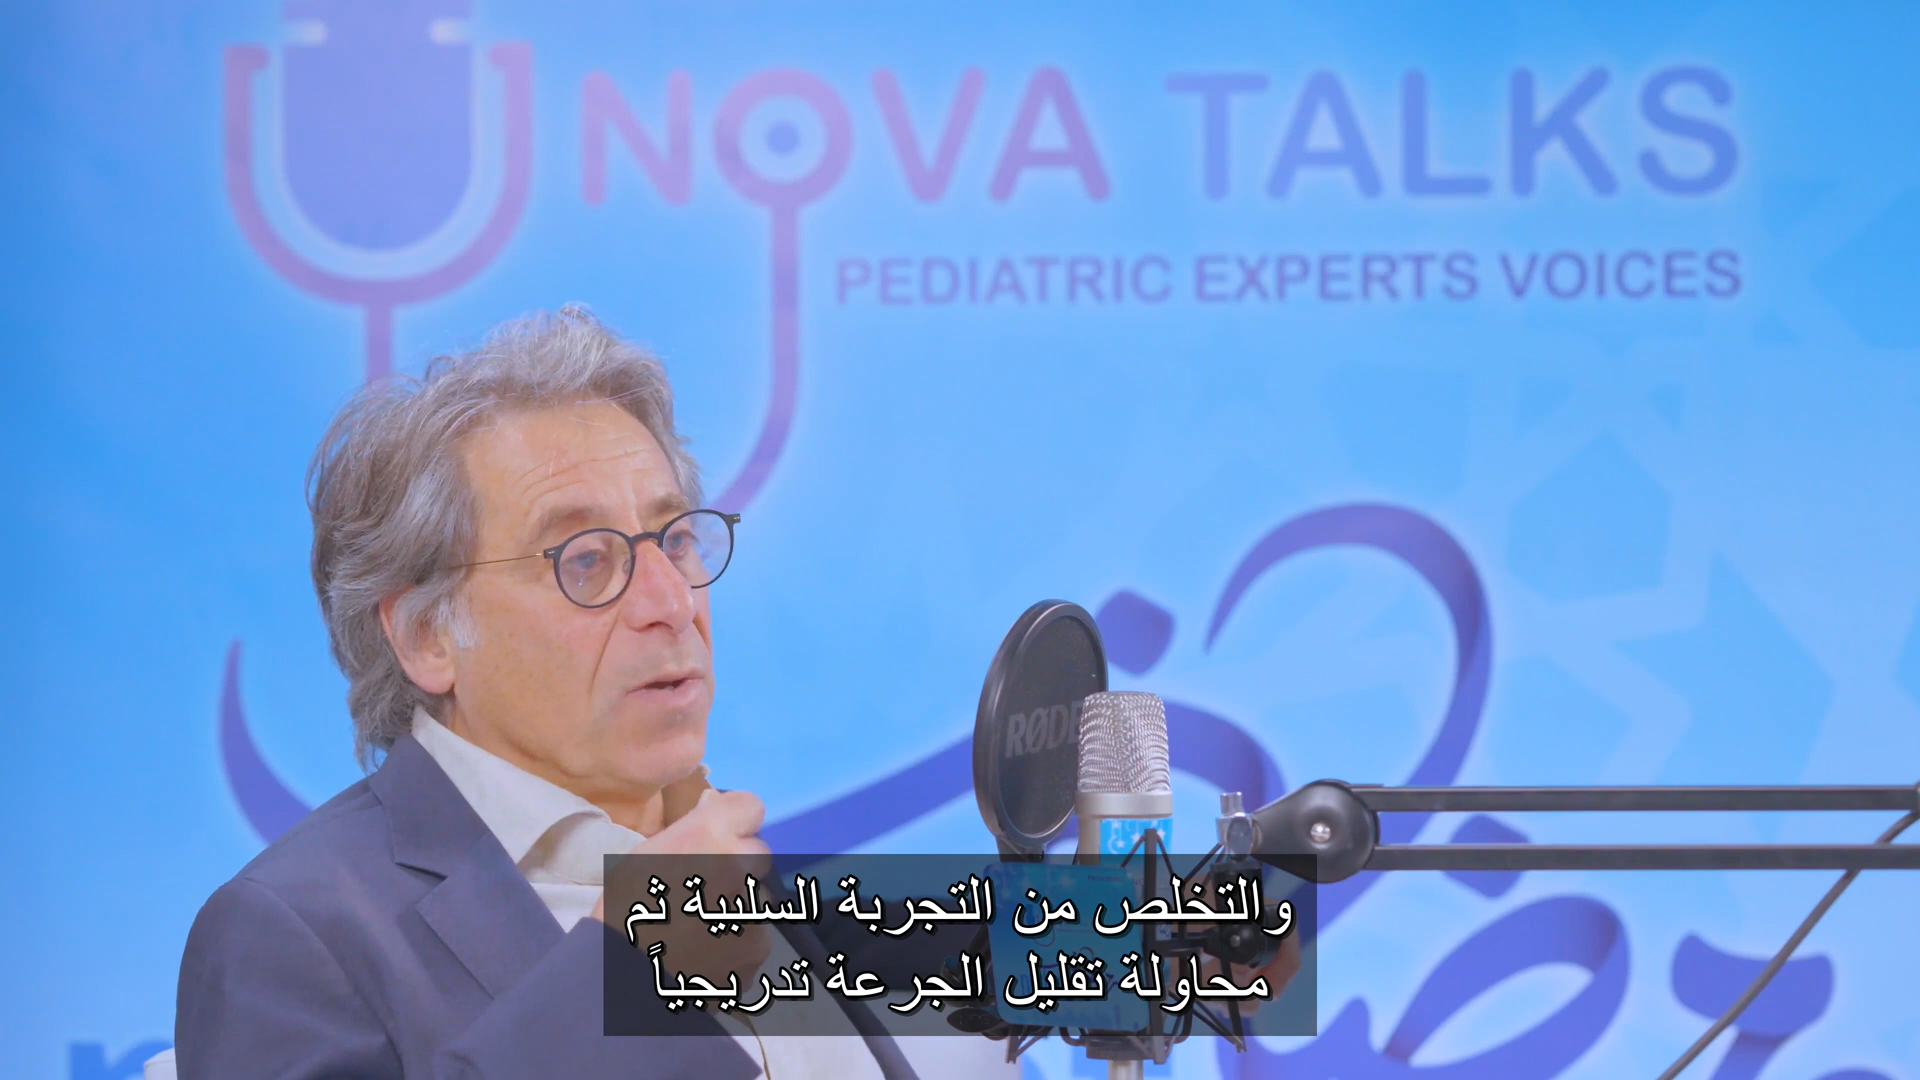 NOVA TALKS
PEDIATRIC EXPERTS VOICES
RØDE
والتخلص من التجربة السلبية ثم
محاولة تقليل الجرعة تدريجياً